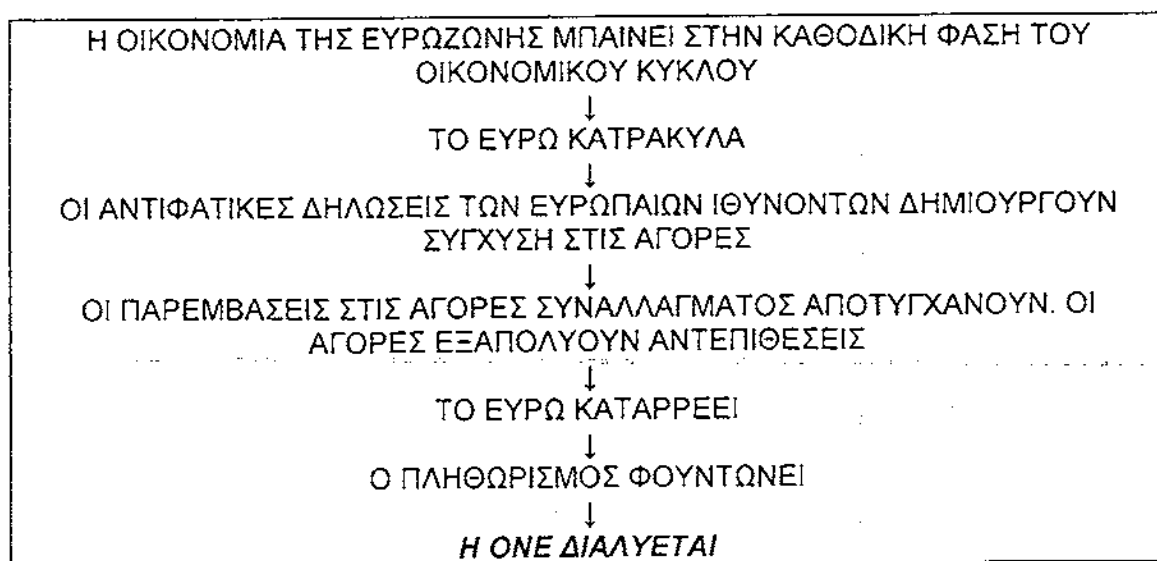 Η ΟΙΚΟΝΟΜΙΑ ΤΗΣ ΕΥΡΩΖΩΝΗΣ ΜΠΑΙΝΕΙ ΣΤΗΝ ΚΑΘΟΔΙΚΗ ΦΑΣΗ ΤΟΥ
ΟΙΚΟΝΟΜΙΚΟΥ ΚΥΚΛΟΥ
↓
ΤΟ ΕΥΡΩ ΚΑΤΡΑΚΥΛΑ
↓
ΟΙ ΑΝΤΙΦΑΤΙΚΕΣ ΔΗΛΩΣΕΙΣ ΤΩΝ ΕΥΡΩΠΑΙΩΝ ΙΘΥΝΟΝΤΩΝ ΔΗΜΙΟΥΡΓΟΥΝ
ΣΥΓΧΥΣΗ ΣΤΙΣ ΑΓΟΡΕΣ
↓
ΟΙ ΠΑΡΕΜΒΑΣΕΙΣ ΣΤΙΣ ΑΓΟΡΕΣ ΣΥΝΑΛΛΑΓΜΑΤΟΣ ΑΠΟΤΥΓΧΑΝΟΥΝ. ΟΙ
ΑΓΟΡΕΣ ΕΞΑΠΟΛΥΟΥΝ ΑΝΤΕΠΙΘΕΣΕΙΣ
↓
ΤΟ ΕΥΡΩ ΚΑΤΑΡΡΕΕΙ
↓
Ο ΠΛΗΘΩΡΙΣΜΟΣ ΦΟΥΝΤΩΝΕΙ
↓
Η ΟΝΕ ΔΙΑΛΥΕΤΑΙ